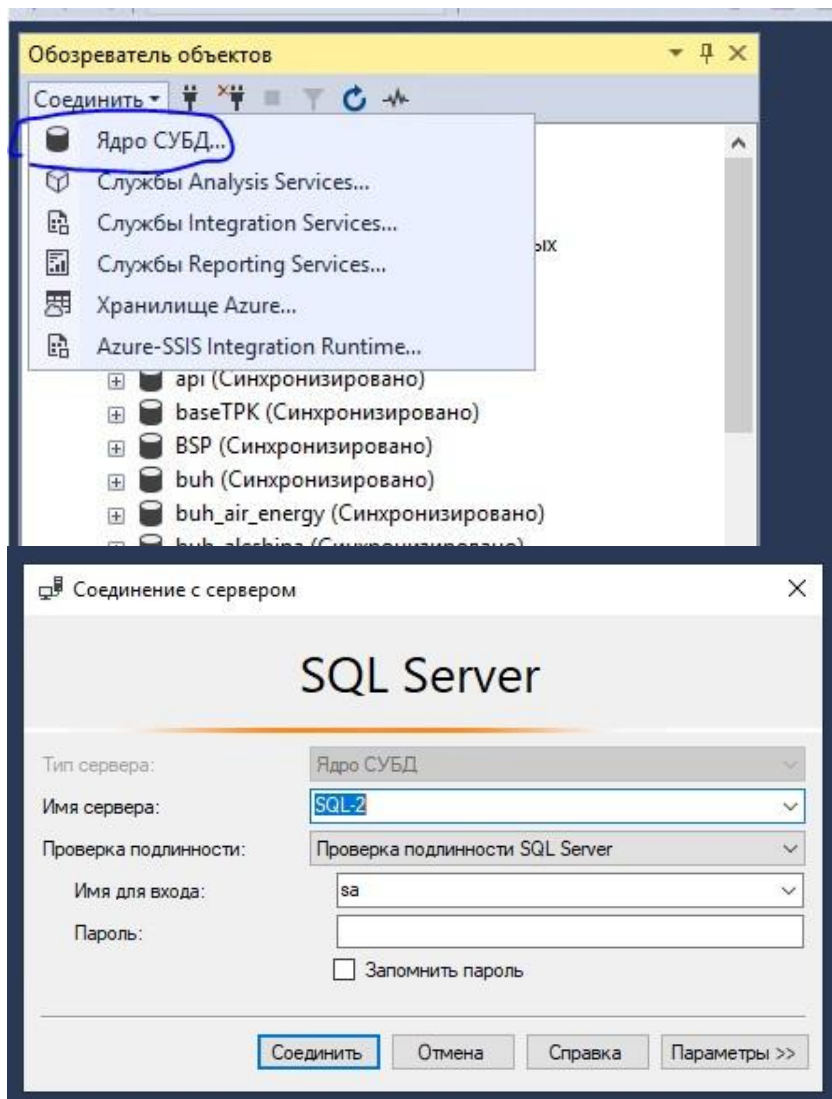 Обозреватель объектов
Соединить
Ядро СУБД...
Службы Analysis Services...
Службы Integration Services...
ых
Службы Reporting Services...
Хранилище Azure...
Azure-SSIS Integration Runtime...
api (Синхронизировано)
baseTPK (Синхронизировано)
BSP (Синхронизировано)
buh (Синхронизировано)
buh_air_energy (Синхронизировано)
Соединение с сервером
SQL Server
Тип сервера: Ядро СУБД
Имя сервера: SQL-2
Проверка подлинности: Проверка подлинности SQL Server
Имя для входа: sa
Пароль:
Запомнить пароль
Соединить Отмена Справка Параметры >>